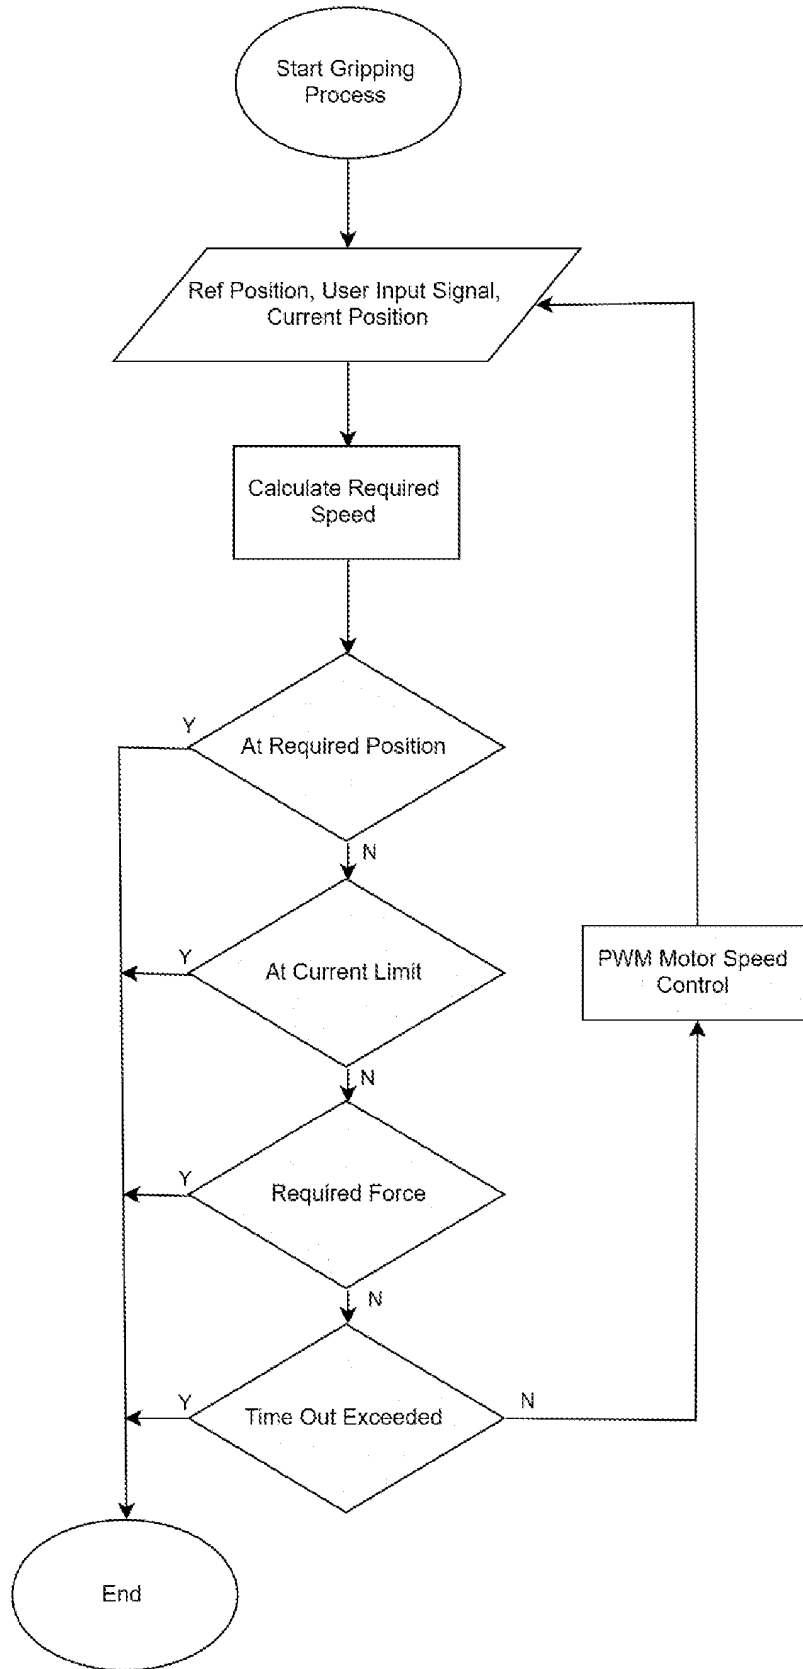 Start Gripping
Process
Ref Position, User Input Signal,
Current Position
Calculate Required
Speed
Y
At Required Position
N
Y
At Current Limit
PWM Motor Speed
Control
N
Y
Required Force
N
Y
Time Out Exceeded
N
End